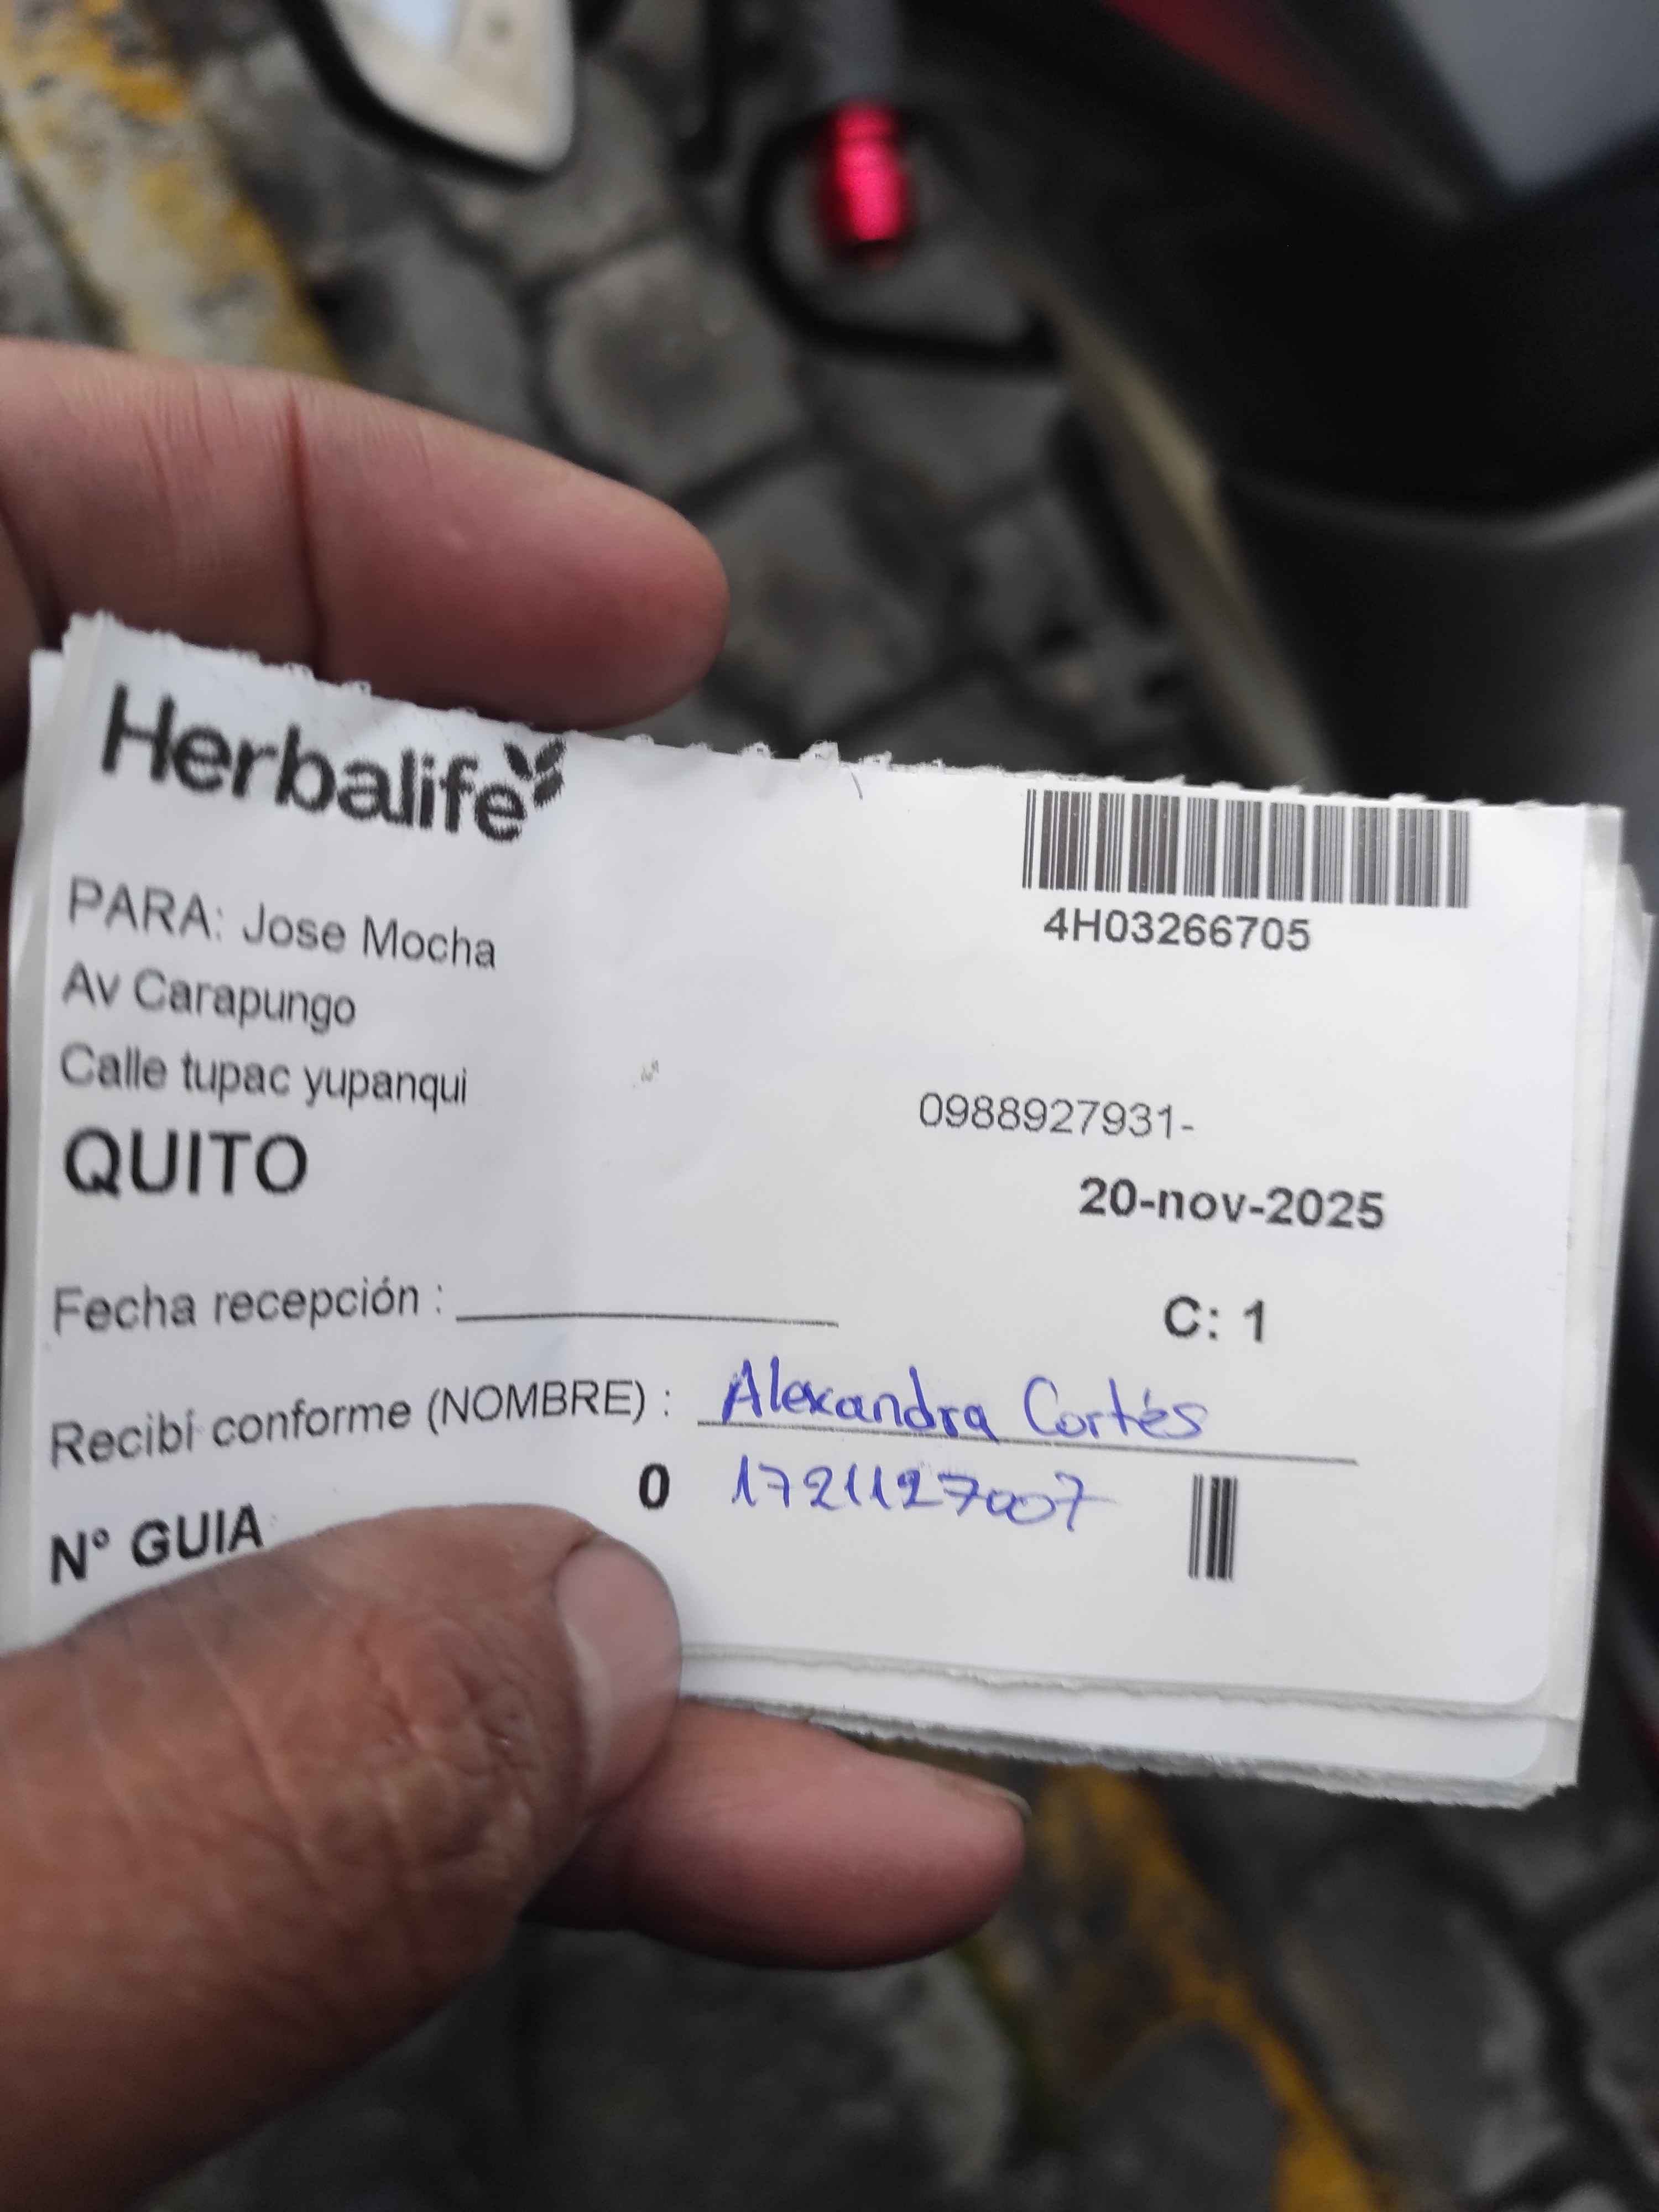 Herbalife
4H03266705
PARA: Jose Mocha
Av Carapungo
Calle tupac yupanqui
0988927931-
QUITO
20-nov-2025
Fecha recepción :
C: 1
Recibí conforme (NOMBRE) : Alexandra Cortés
N° GUIA 0 1721127007